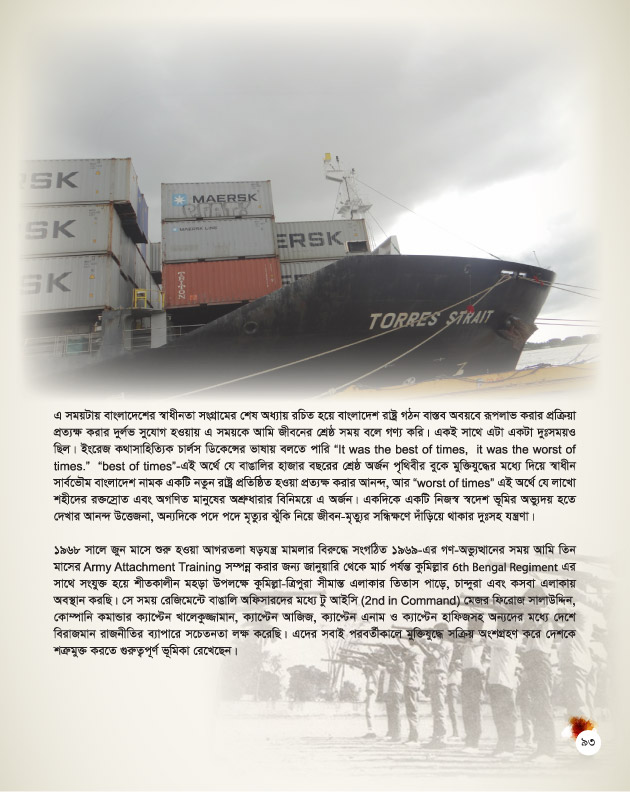 RSK
RSK
RSK
MAERSK
MAERSK LINE
ERSK
RSK
TORRES STRAIT
এ সময়টায় বাংলাদেশের স্বাধীনতা সংগ্রামের শেষ অধ্যায় রচিত হয়ে বাংলাদেশ রাষ্ট্র গঠন বাস্তব অবয়বে রূপলাভ করার প্রক্রিয়া
প্রত্যক্ষ করার দুর্লভ সুযোগ হওয়ায় এ সময়কে আমি জীবনের শ্রেষ্ঠ সময় বলে গণ্য করি। একই সাথে এটা একটা দুঃসময়ও
ছিল। ইংরেজ কথাসাহিত্যিক চার্লস ডিকেন্সের ভাষায় বলতে পারি “It was the best of times, it was the worst of
times.” “best of times”-এই অর্থে যে বাঙালির হাজার বছরের শ্রেষ্ঠ অর্জন পৃথিবীর বুকে মুক্তিযুদ্ধের মধ্যে দিয়ে স্বাধীন
সার্বভৌম বাংলাদেশ নামক একটি নতুন রাষ্ট্র প্রতিষ্ঠিত হওয়া প্রত্যক্ষ করার আনন্দ, আর “worst of times” এই অর্থে যে লাখো
শহীদের রক্তস্রোত এবং অগণিত মানুষের অশ্রুধারার বিনিময়ে এ অর্জন। একদিকে একটি নিজস্ব স্বদেশ ভূমির অভ্যুদয় হতে
দেখার আনন্দ উত্তেজনা, অন্যদিকে পদে পদে মৃত্যুর ঝুঁকি নিয়ে জীবন-মৃত্যুর সন্ধিক্ষণে দাঁড়িয়ে থাকার দুঃসহ যন্ত্রণা।
১৯৬৮ সালে জুন মাসে শুরু হওয়া আগরতলা ষড়যন্ত্র মামলার বিরুদ্ধে সংগঠিত ১৯৬৯-এর গণ-অভ্যুত্থানের সময় আমি তিন
মাসের Army Attachment Training সম্পন্ন করার জন্য জানুয়ারি থেকে মার্চ পর্যন্ত কুমিল্লার 6th Bengal Regiment এর
সাথে সংযুক্ত হয়ে শীতকালীন মহড়া উপলক্ষে কুমিল্লা-ত্রিপুরা সীমান্ত এলাকার তিতাস পাড়ে, চান্দুরা এবং কসবা এলাকায়
অবস্থান করছি। সে সময় রেজিমেন্টে বাঙালি অফিসারদের মধ্যে টু আইসি (2nd in Command) মেজর ফিরোজ সালাউদ্দিন,
কোম্পানি কমান্ডার ক্যাপ্টেন খালেকুজ্জামান, ক্যাপ্টেন আজিজ, ক্যাপ্টেন এনাম ও ক্যাপ্টেন হাফিজসহ অন্যদের মধ্যে দেশে
বিরাজমান রাজনীতির ব্যাপারে সচেতনতা লক্ষ করেছি। এদের সবাই পরবর্তীকালে মুক্তিযুদ্ধে সক্রিয় অংশগ্রহণ করে দেশকে
শত্রুমুক্ত করতে গুরুত্বপূর্ণ ভূমিকা রেখেছেন।
৯৩